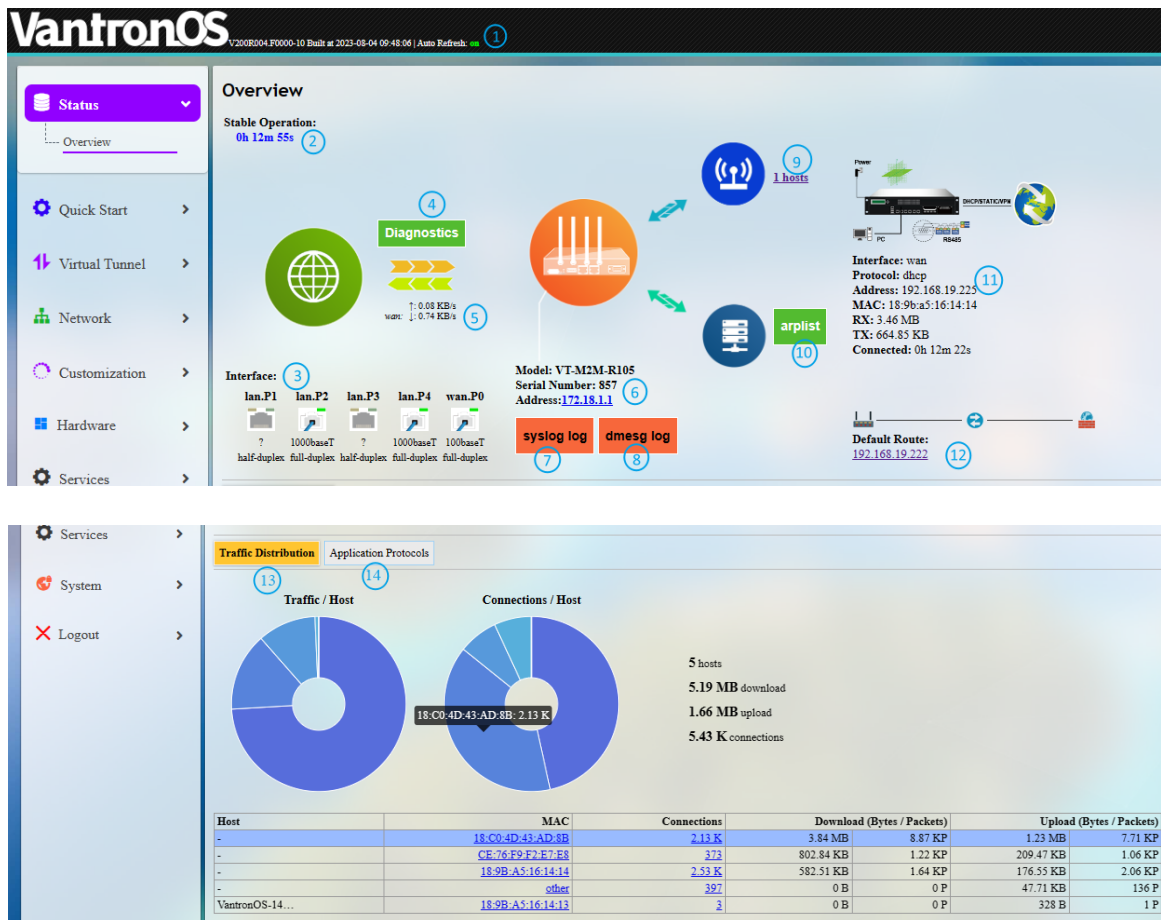 VantronOS
V200R004.F0000-10 Built at 2023-08-04 09:48:06 | Auto Refresh: on 1
Status
Overview
Quick Start
Virtual Tunnel
Network
Customization
Hardware
Services
Overview
Stable Operation:
0h 12m 55s 2
4
Diagnostics
↑: 0.08 KB/s
wan: ↓: 0.74 KB/s 5
Interface: 3
lan.P1 lan.P2 lan.P3 lan.P4 wan.P0
? 1000baseT ? 1000baseT 100baseT
half-duplex full-duplex half-duplex full-duplex full-duplex
9
1 hosts
arplist
10
Model: VT-M2M-R105
Serial Number: 857
Address:172.18.1.1 6
syslog log dmesg log
7 8
Power
DHCP/STATIC/VPN
PC RS485
Interface: wan
Protocol: dhcp
Address: 192.168.19.225 11
MAC: 18:9b:a5:16:14:14
RX: 3.46 MB
TX: 664.85 KB
Connected: 0h 12m 22s
Default Route:
192.168.19.222 12
Services
System
Logout
Traffic Distribution Application Protocols
13 14
Traffic / Host Connections / Host
18:C0:4D:43:AD:8B: 2.13 K
5 hosts
5.19 MB download
1.66 MB upload
5.43 K connections
Host MAC Connections Download (Bytes / Packets) Upload (Bytes / Packets)
- 18:C0:4D:43:AD:8B 2.13 K 3.84 MB 8.87 KP 1.23 MB 7.71 KP
- CE:76:F9:F2:E7:E8 373 802.84 KB 1.22 KP 209.47 KB 1.06 KP
- 18:9B:A5:16:14:14 2.53 K 582.51 KB 1.64 KP 176.55 KB 2.06 KP
- other 397 0 B 0 P 47.71 KB 136 P
VantronOS-14... 18:9B:A5:16:14:13 3 0 B 0 P 328 B 1 P